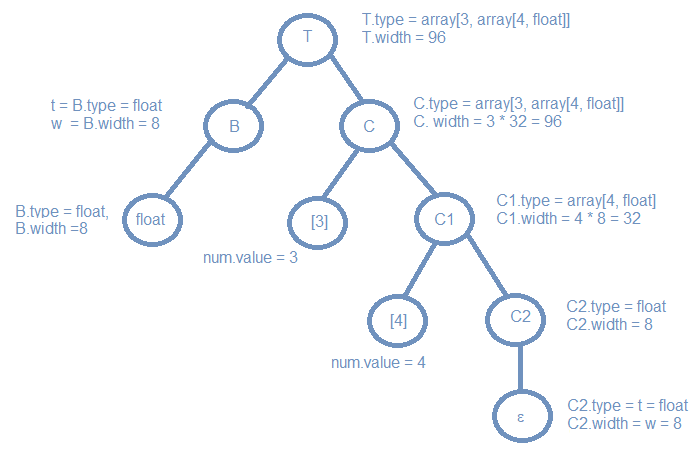 T
T.type = array[3, array[4, float]]
T.width = 96
t = B.type = float
w  = B.width = 8
B
C
C.type = array[3, array[4, float]]
C. width = 3 * 32 = 96
B.type = float,
B.width =8
float
[3]
num.value = 3
C1
C1.type = array[4, float]
C1.width = 4 * 8 = 32
[4]
num.value = 4
C2
C2.type = float
C2.width = 8
ε
C2.type = t = float
C2.width = w = 8